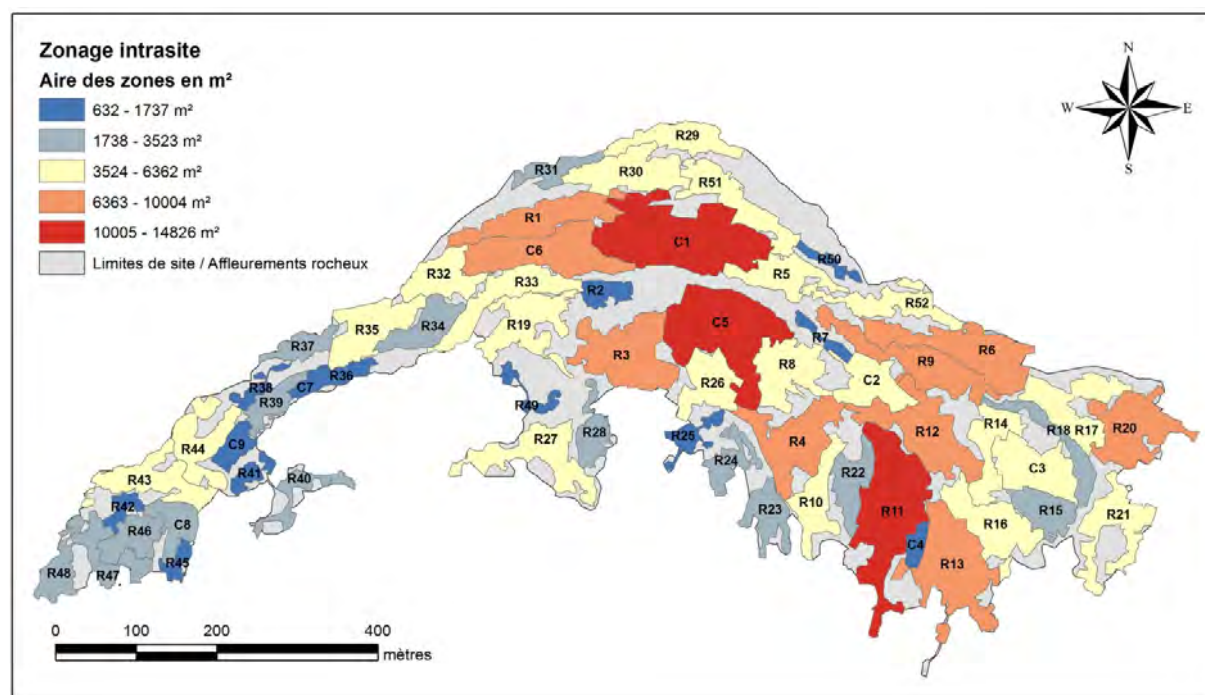 Zonage intrasite
Aire des zones en m²
632 - 1737 m²
1738 - 3523 m²
3524 - 6362 m²
6363 - 10004 m²
10005 - 14826 m²
Limites de site / Affleurements rocheux
N
W E
S
R29
R31
R30
R51
R1
C6
C1
R50
R32
R33
R2
R5
R52
R35
R34
R19
C5
R37
R3
R7
R9
R6
R36
R38
C7
R39
R26
R8
C2
R49
R44
C9
R41
R27
R28
R25
R4
R12
R14
R18
R17
R20
R43
R40
R24
R22
C3
R42
R46
C8
R23
R10
R11
R16
R15
R21
C4
R48
R47
R45
R13
0 100 200 400
mètres